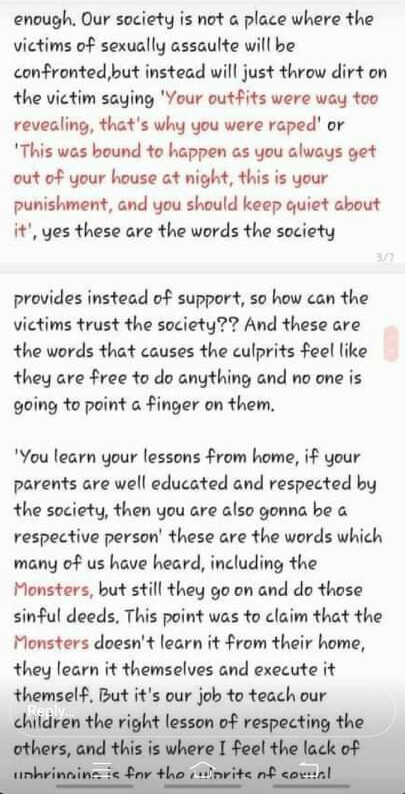 enough. Our society is not a place where the
victims of sexually assaulte will be
confronted,but instead will just throw dirt on
the victim saying 'Your outfits were way too
revealing, that's why you were raped' or
'This was bound to happen as you always get
out of your house at night, this is your
punishment, and you should keep quiet about
it', yes these are the words the society
3/7
provides instead of support, so how can the
victims trust the society?? And these are
the words that causes the culprits feel like
they are free to do anything and no one is
going to point a finger on them.
'You learn your lessons from home, if your
parents are well educated and respected by
the society, then you are also gonna be a
respective person' these are the words which
many of us have heard, including the
Monsters, but still they go on and do those
sinful deeds. This point was to claim that the
Monsters doesn't learn it from their home,
they learn it themselves and execute it
themself. But it's our job to teach our
Reply...
children the right lesson of respecting the
others, and this is where I feel the lack of
upbringing is for the culprits of sexual